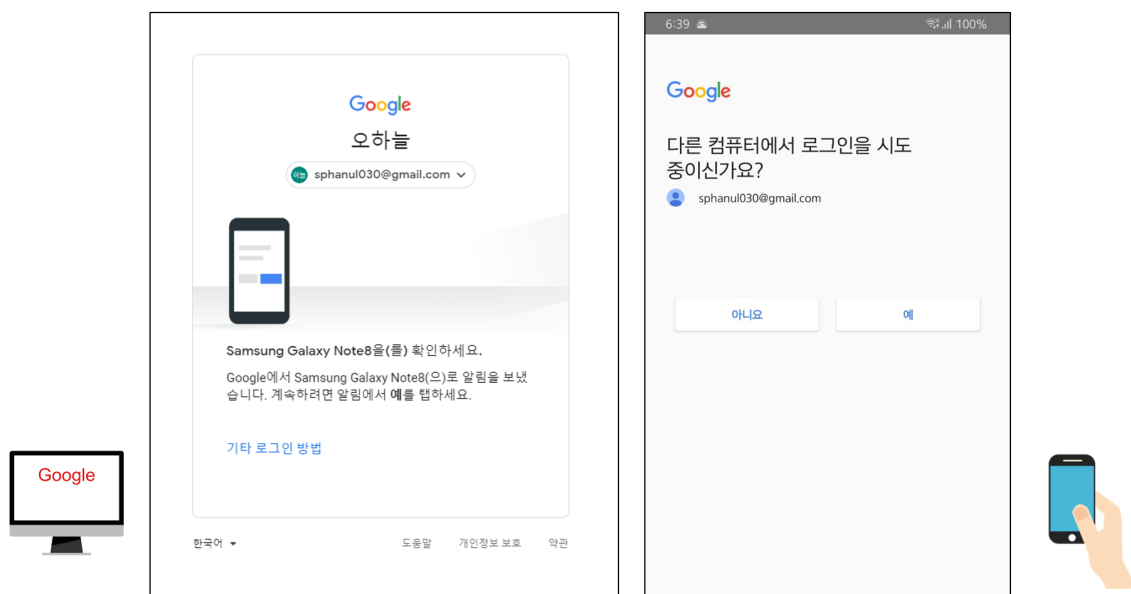 Google
Google
오하늘
하늘
sphanul030@gmail.com
Samsung Galaxy Note8을(를) 확인하세요.
Google에서 Samsung Galaxy Note8(으)로 알림을 보냈
습니다. 계속하려면 알림에서 예를 탭하세요.
기타 로그인 방법
한국어
도움말 개인정보 보호 약관
6:39 100%
Google
다른 컴퓨터에서 로그인을 시도
중이신가요?
sphanul030@gmail.com
아니요 예